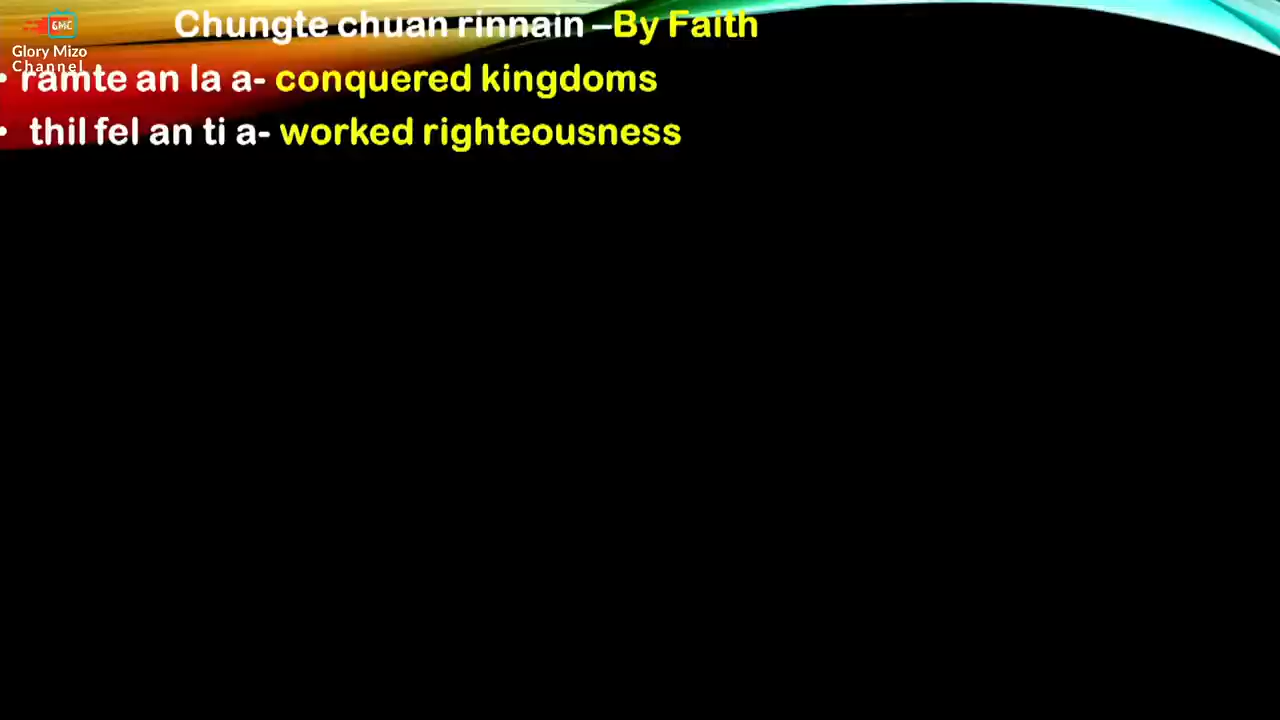 Chungte chuan rinnain –By Faith
GMC
Glory Mizo
Channel
• ramte an la a- conquered kingdoms
• thil fel an ti a- worked righteousness